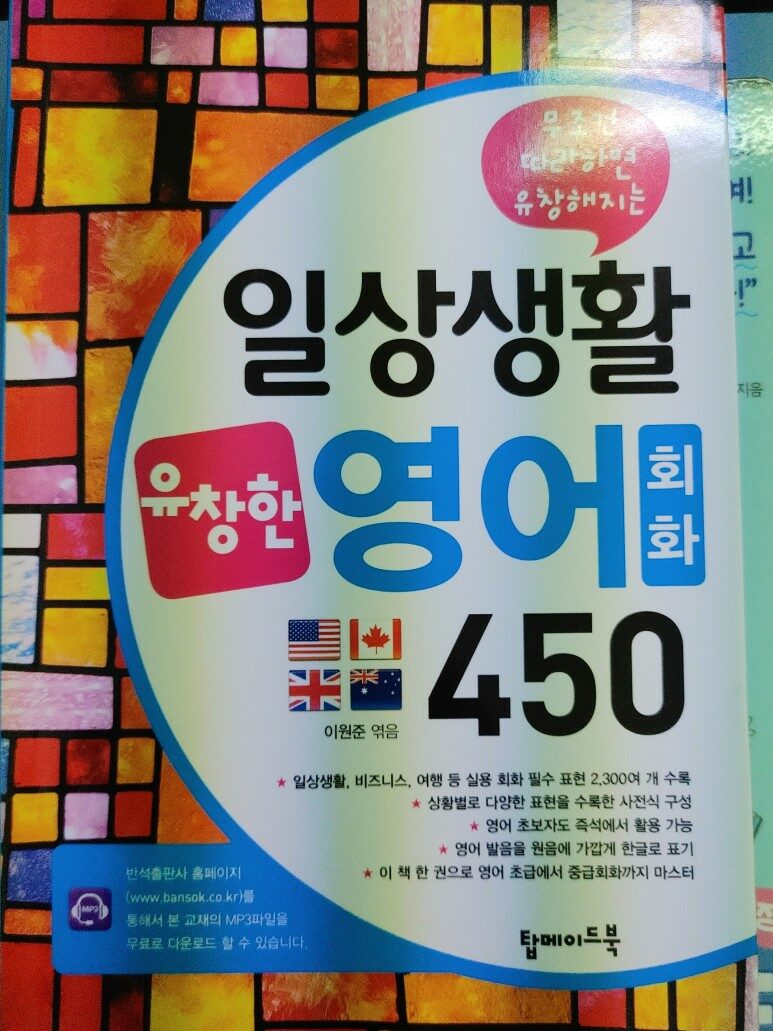 무조건
따라하면
유창해지는
일상생활
유창한 영어 회화
450
이원준 엮음
★ 일상생활, 비즈니스, 여행 등 실용 회화 필수 표현 2,300여 개 수록
★ 상황별로 다양한 표현을 수록한 사전식 구성
★ 영어 초보자도 즉석에서 활용 가능
★ 영어 발음을 원음에 가깝게 한글로 표기
★ 이 책 한 권으로 영어 초급에서 중급회화까지 마스터
반석출판사 홈페이지
(www.bansok.co.kr)를
통해서 본 교재의 MP3파일을
무료로 다운로드 할 수 있습니다.
MP3
탑메이드북
고
지음